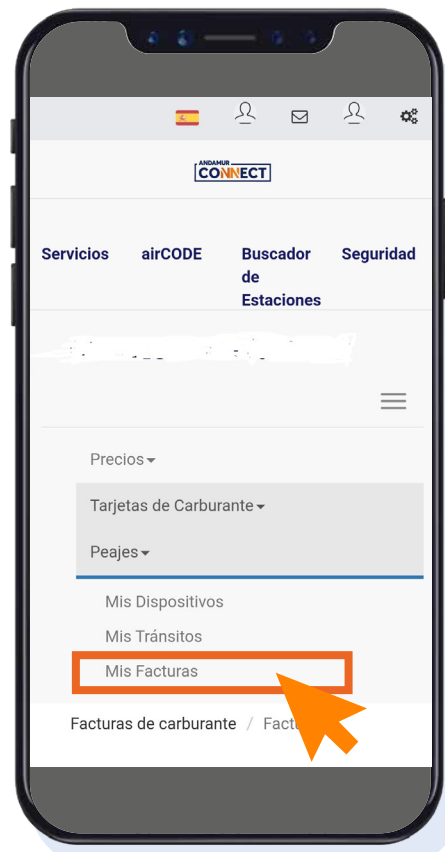 ANDAMUR
CONNECT
Servicios airCODE Buscador de Estaciones Seguridad
Precios
Tarjetas de Carburante
Peajes
Mis Dispositivos
Mis Tránsitos
Mis Facturas
Facturas de carburante /